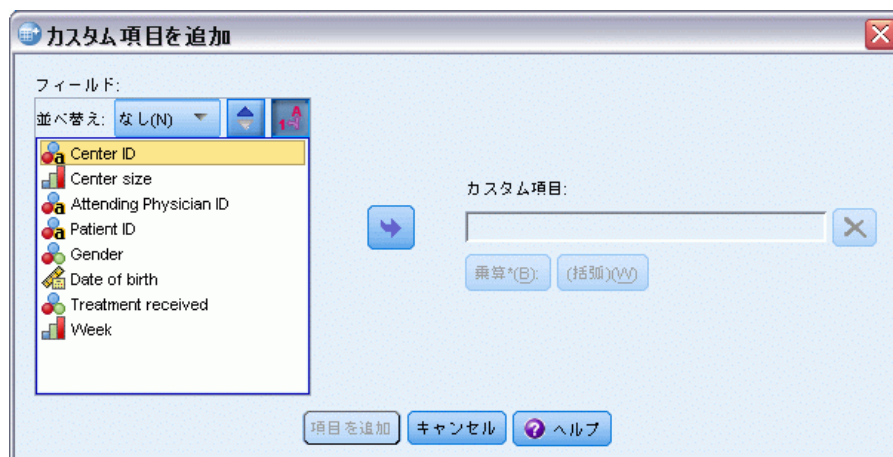 カスタム項目を追加
フィールド:
並べ替え: なし(N)
Center ID
Center size
Attending Physician ID
Patient ID
Gender
Date of birth
Treatment received
Week
カスタム項目:
乗算*(B): (括弧)(W)
項目を追加 キャンセル ヘルプ